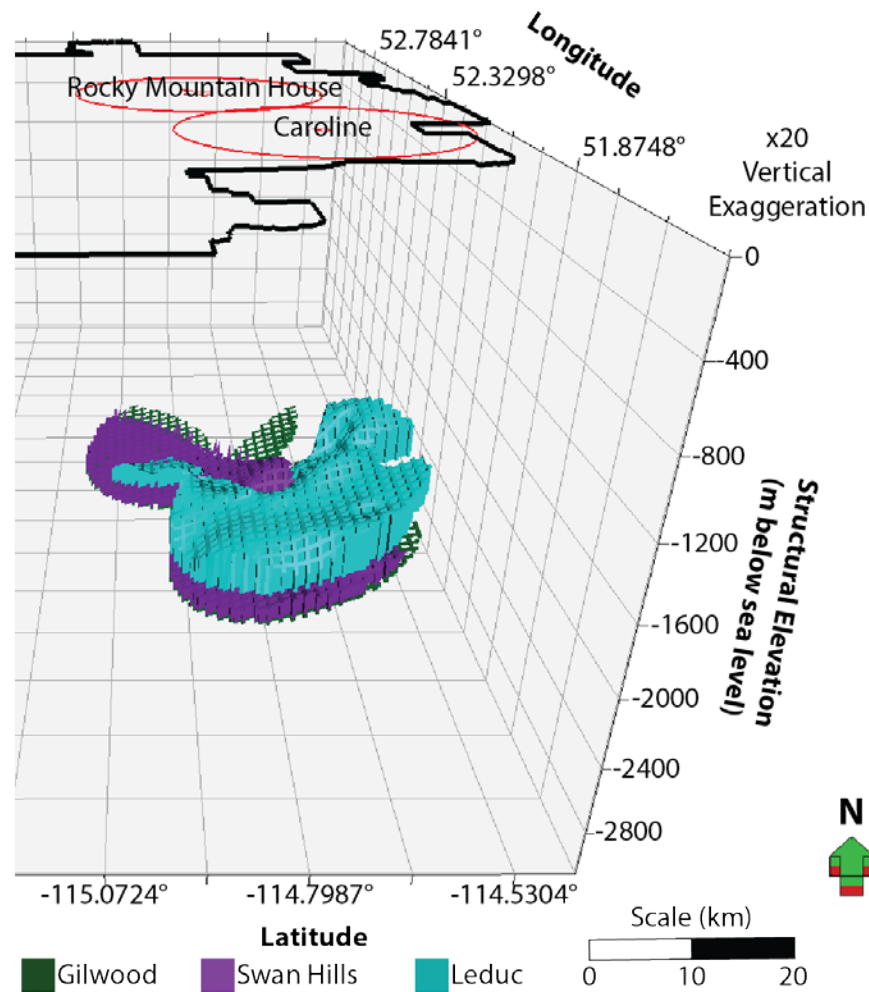 52.7841°
Longitude
52.3298°
Rocky Mountain House
Caroline
51.8748°
x20
Vertical
Exaggeration
0
-400
-800
-1200
-1600
-2000
-2400
-2800
Structural Elevation
(m below sea level)
N
-115.0724°
-114.7987°
-114.5304°
Latitude
Scale (km)
0
10
20
Gilwood
Swan Hills
Leduc